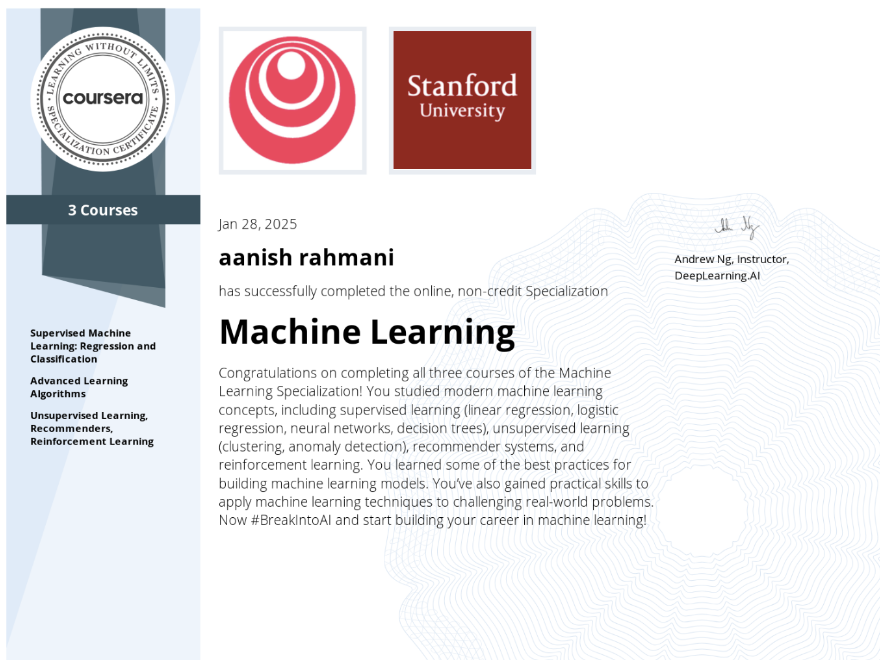 LEARNING WITHOUT LIMITS
coursera
SPECIALIZATION CERTIFICATE
3 Courses
Supervised Machine
Learning: Regression and
Classification
Advanced Learning
Algorithms
Unsupervised Learning,
Recommenders,
Reinforcement Learning
Stanford
University
Jan 28, 2025
aanish rahmani
has successfully completed the online, non-credit Specialization
Machine Learning
Congratulations on completing all three courses of the Machine
Learning Specialization! You studied modern machine learning
concepts, including supervised learning (linear regression, logistic
regression, neural networks, decision trees), unsupervised learning
(clustering, anomaly detection), recommender systems, and
reinforcement learning. You learned some of the best practices for
building machine learning models. You’ve also gained practical skills to
apply machine learning techniques to challenging real-world problems.
Now #BreakIntoAI and start building your career in machine learning!
Andrew Ng, Instructor,
DeepLearning.AI